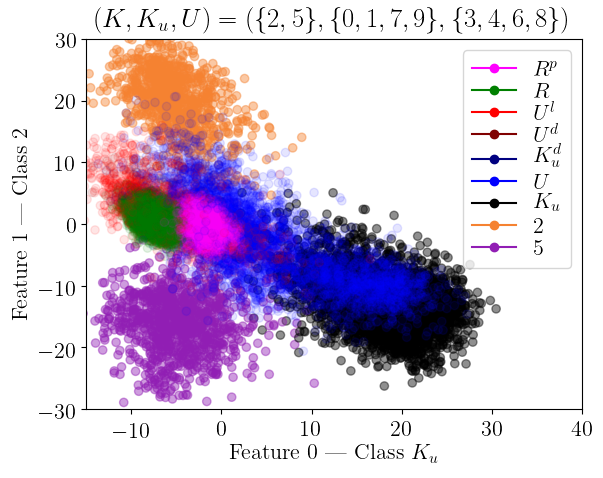 (K, K_u, U) = ({2, 5}, {0, 1, 7, 9}, {3, 4, 6, 8})
R^p
R
U^l
U^d
K_u^d
U
K_u
2
5
30
20
10
0
−10
−20
−30
Feature 1 — Class 2
−10 0 10 20 30 40
Feature 0 — Class K_u